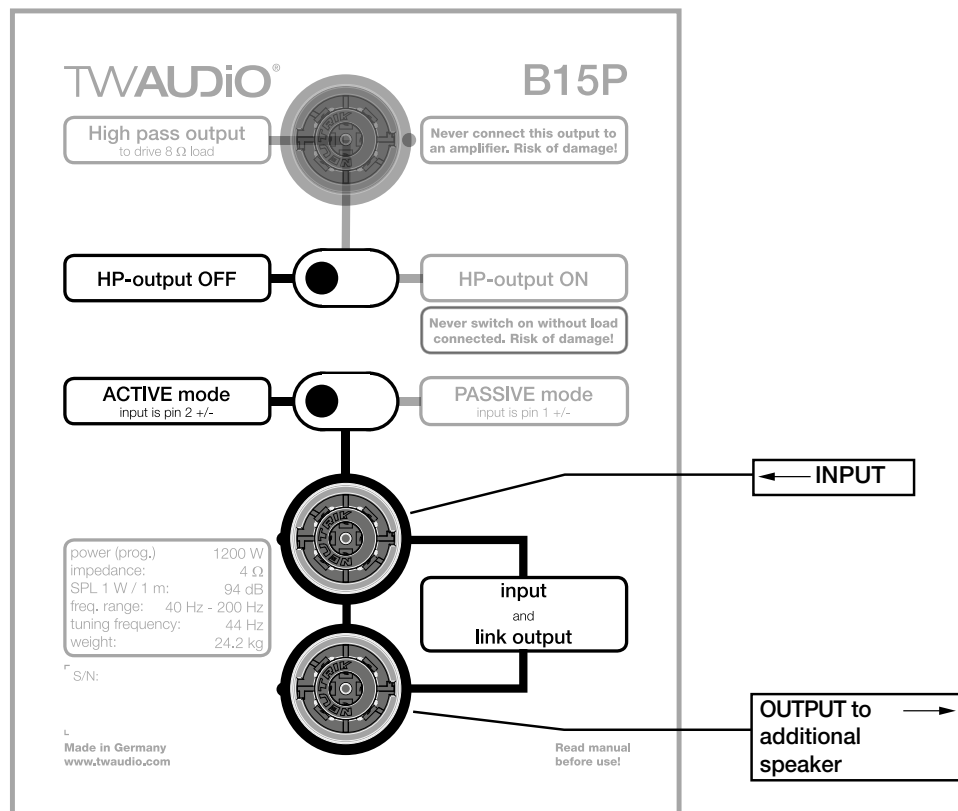 TWAUDiO®
B15P
High pass output
to drive 8 Ω load
NEUTRIK
Never connect this output to
an amplifier. Risk of damage!
HP-output OFF
HP-output ON
Never switch on without load
connected. Risk of damage!
ACTIVE mode
input is pin 2 +/-
PASSIVE mode
input is pin 1 +/-
NEUTRIK
INPUT
power (prog.) 1200 W
impedance: 4 Ω
SPL 1 W / 1 m: 94 dB
freq. range: 40 Hz - 200 Hz
tuning frequency: 44 Hz
weight: 24.2 kg
input
and
link output
S/N:
NEUTRIK
OUTPUT to
additional
speaker
Made in Germany
www.twaudio.com
Read manual
before use!